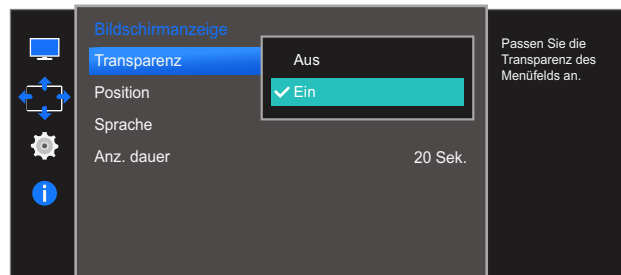 Bildschirmanzeige
Transparenz
Aus
Position
Ein
Sprache
Anz. dauer
20 Sek.
Passen Sie die
Transparenz des
Menüfelds an.